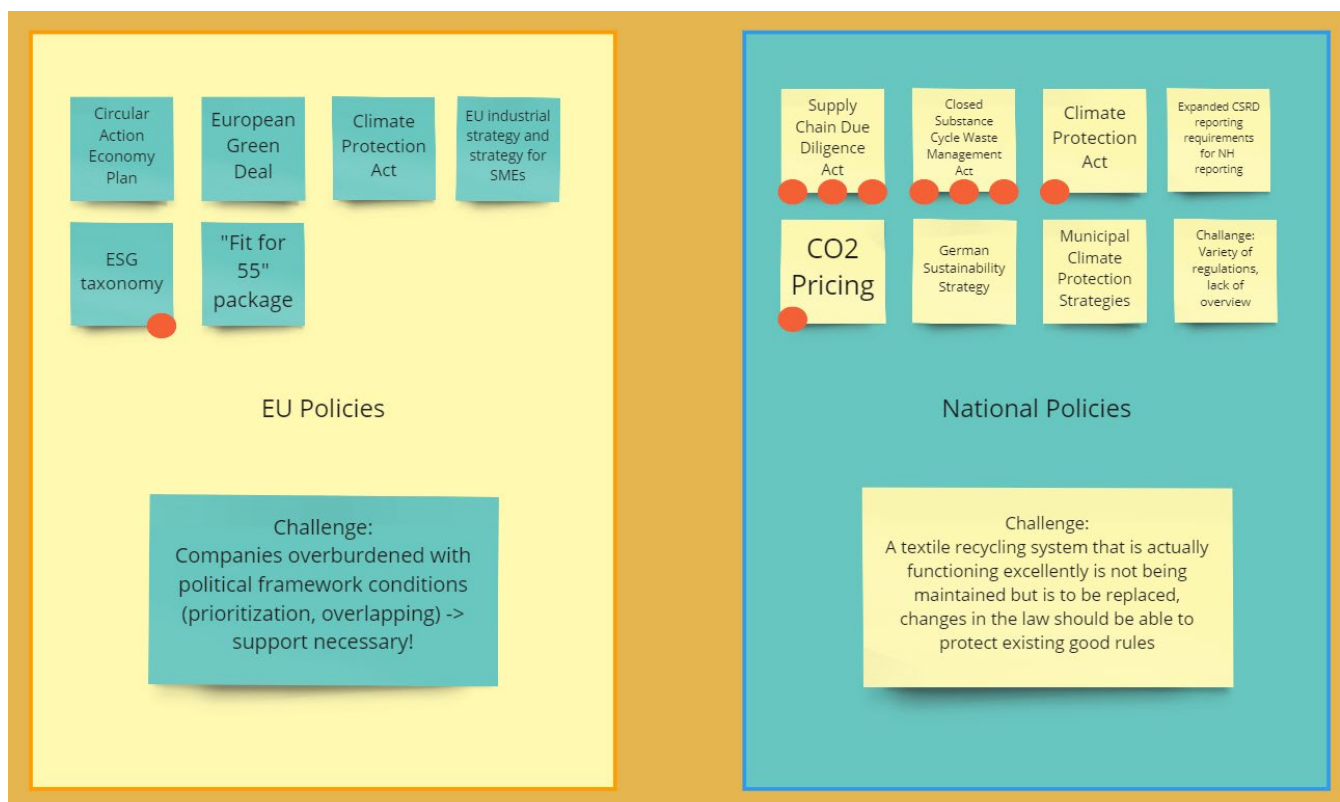 Circular
Action
Economy
Plan
European
Green
Deal
Climate
Protection
Act
EU industrial
strategy and
strategy for
SMEs
ESG
taxonomy
"Fit for
55"
package
EU Policies
Challenge:
Companies overburdened with
political framework conditions
(prioritization, overlapping) ->
support necessary!
Supply
Chain Due
Diligence
Act
Closed
Substance
Cycle Waste
Management
Act
Climate
Protection
Act
Expanded CSRD
reporting
requirements
for NH
reporting
CO2
Pricing
German
Sustainability
Strategy
Municipal
Climate
Protection
Strategies
Challange:
Variety of
regulations,
lack of
overview
National Policies
Challenge:
A textile recycling system that is actually
functioning excellently is not being
maintained but is to be replaced,
changes in the law should be able to
protect existing good rules